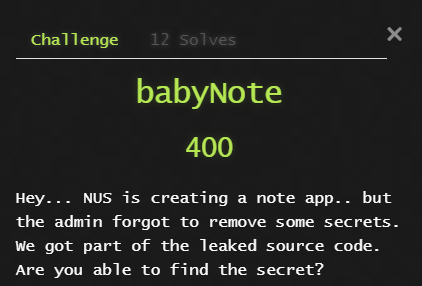 Challenge 12 Solves ×
babyNote
400
Hey... NUS is creating a note app.. but
the admin forgot to remove some secrets.
We got part of the leaked source code.
Are you able to find the secret?